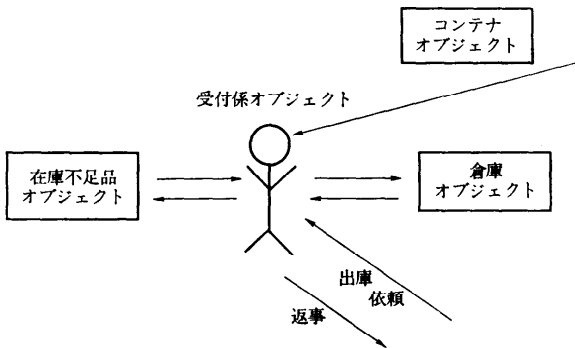 コンテナ
オブジェクト
受付係オブジェクト
在庫不足品
オブジェクト
倉庫
オブジェクト
出庫
依頼
返事